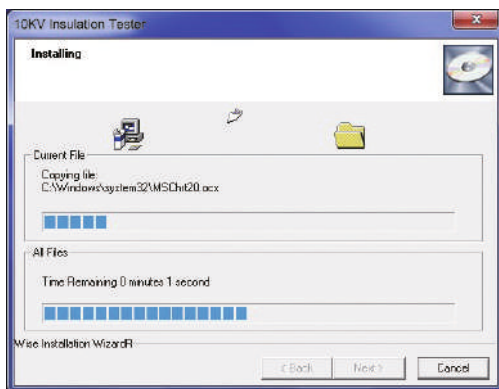 10KV Insulation Tester
Installing
Current File
Copying file:
C:\Windows\system32\MSChrt20.ocx
All Files
Time Remaining 0 minutes 1 second
Wise Installation WizardR
< Back
Next >
Cancel